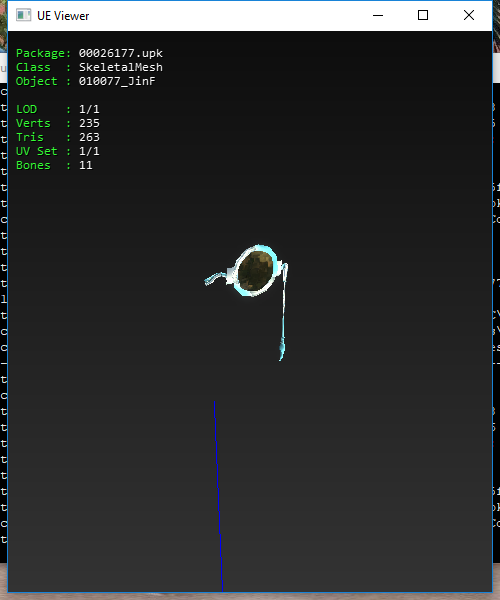 UE Viewer
Package: 00026177.upk
Class  : SkeletalMesh
Object : 010077_JinF
LOD    : 1/1
Verts  : 235
Tris   : 263
UV Set : 1/1
Bones  : 11